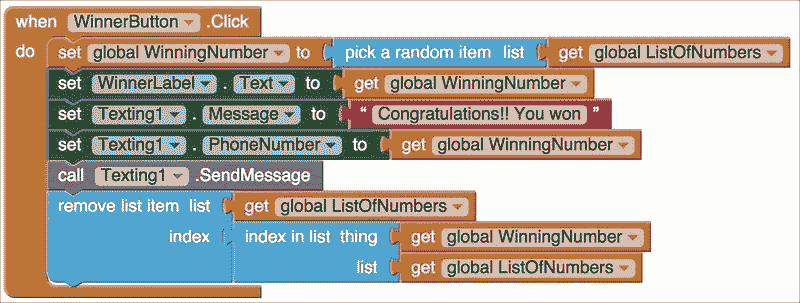 when WinnerButton .Click
do set global WinningNumber to pick a random item list get global ListOfNumbers
set WinnerLabel . Text to get global WinningNumber
set Texting1 . Message to “ Congratulations!! You won ”
set Texting1 . PhoneNumber to get global WinningNumber
call Texting1 .SendMessage
remove list item list get global ListOfNumbers
index index in list thing get global WinningNumber
list get global ListOfNumbers